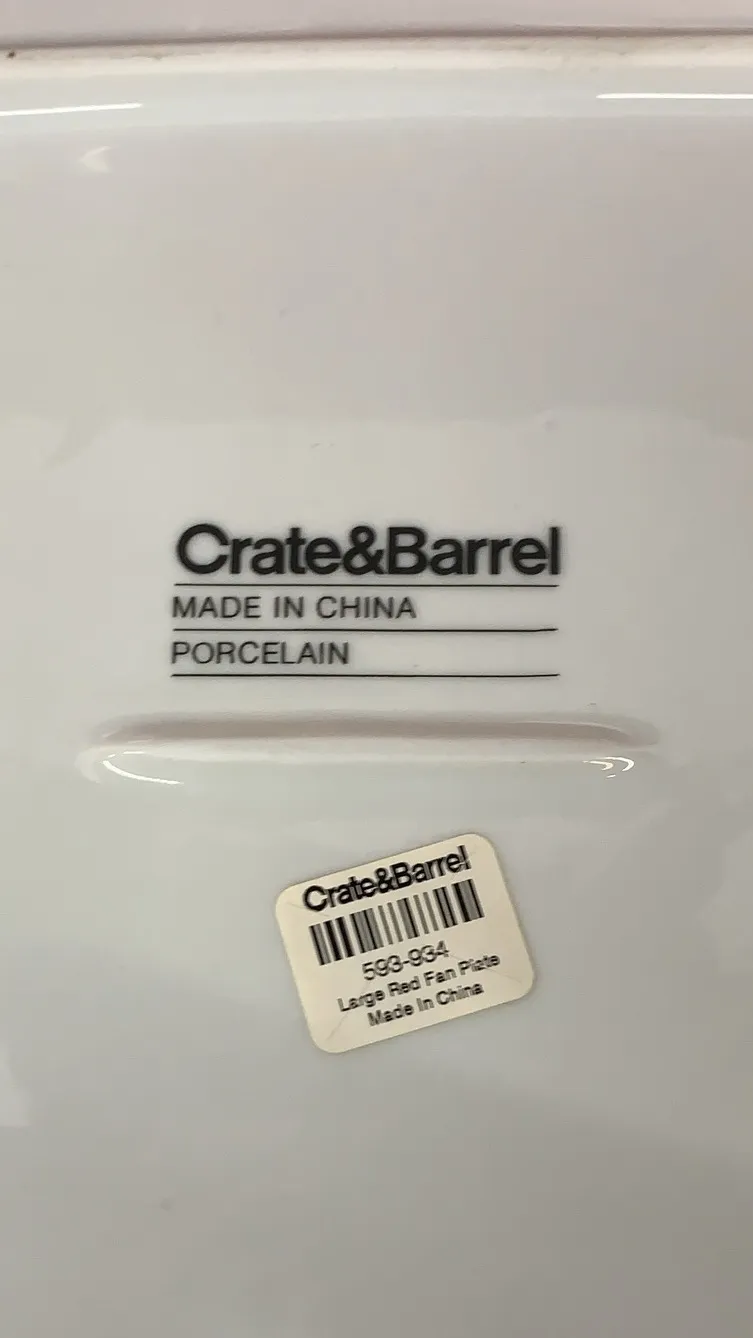 Crate&Barrel
MADE IN CHINA
PORCELAIN
Crate&Barrel
593-934
Large Red Fan Plate
Made In China